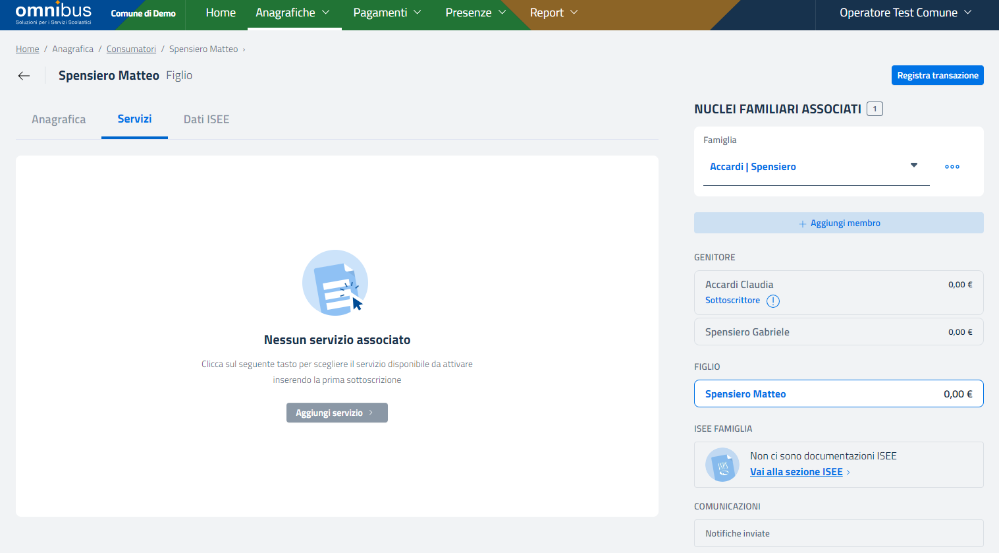 omnibus
Soluzioni per i Servizi Scolastici
Comune di Demo
Home
Anagrafiche
Pagamenti
Presenze
Report
Operatore Test Comune
Home / Anagrafica / Consumatori / Spensiero Matteo ›
Spensiero Matteo Figlio
Registra transazione
Anagrafica
Servizi
Dati ISEE
Nessun servizio associato
Clicca sul seguente tasto per scegliere il servizio disponibile da attivare
inserendo la prima sottoscrizione
Aggiungi servizio
NUCLEI FAMILIARI ASSOCIATI 1
Famiglia
Accardi | Spensiero
+ Aggiungi membro
GENITORE
Accardi Claudia 0,00 €
Sottoscrittore
Spensiero Gabriele 0,00 €
FIGLIO
Spensiero Matteo 0,00 €
ISEE FAMIGLIA
INPS
Non ci sono documentazioni ISEE
Vai alla sezione ISEE ›
COMUNICAZIONI
Notifiche inviate